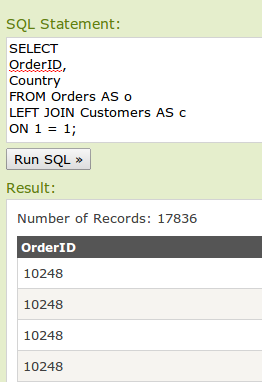 SQL Statement:
SELECT
OrderID,
Country
FROM Orders AS o
LEFT JOIN Customers AS c
ON 1 = 1;
Run SQL »
Result:
Number of Records: 17836
OrderID
10248
10248
10248
10248